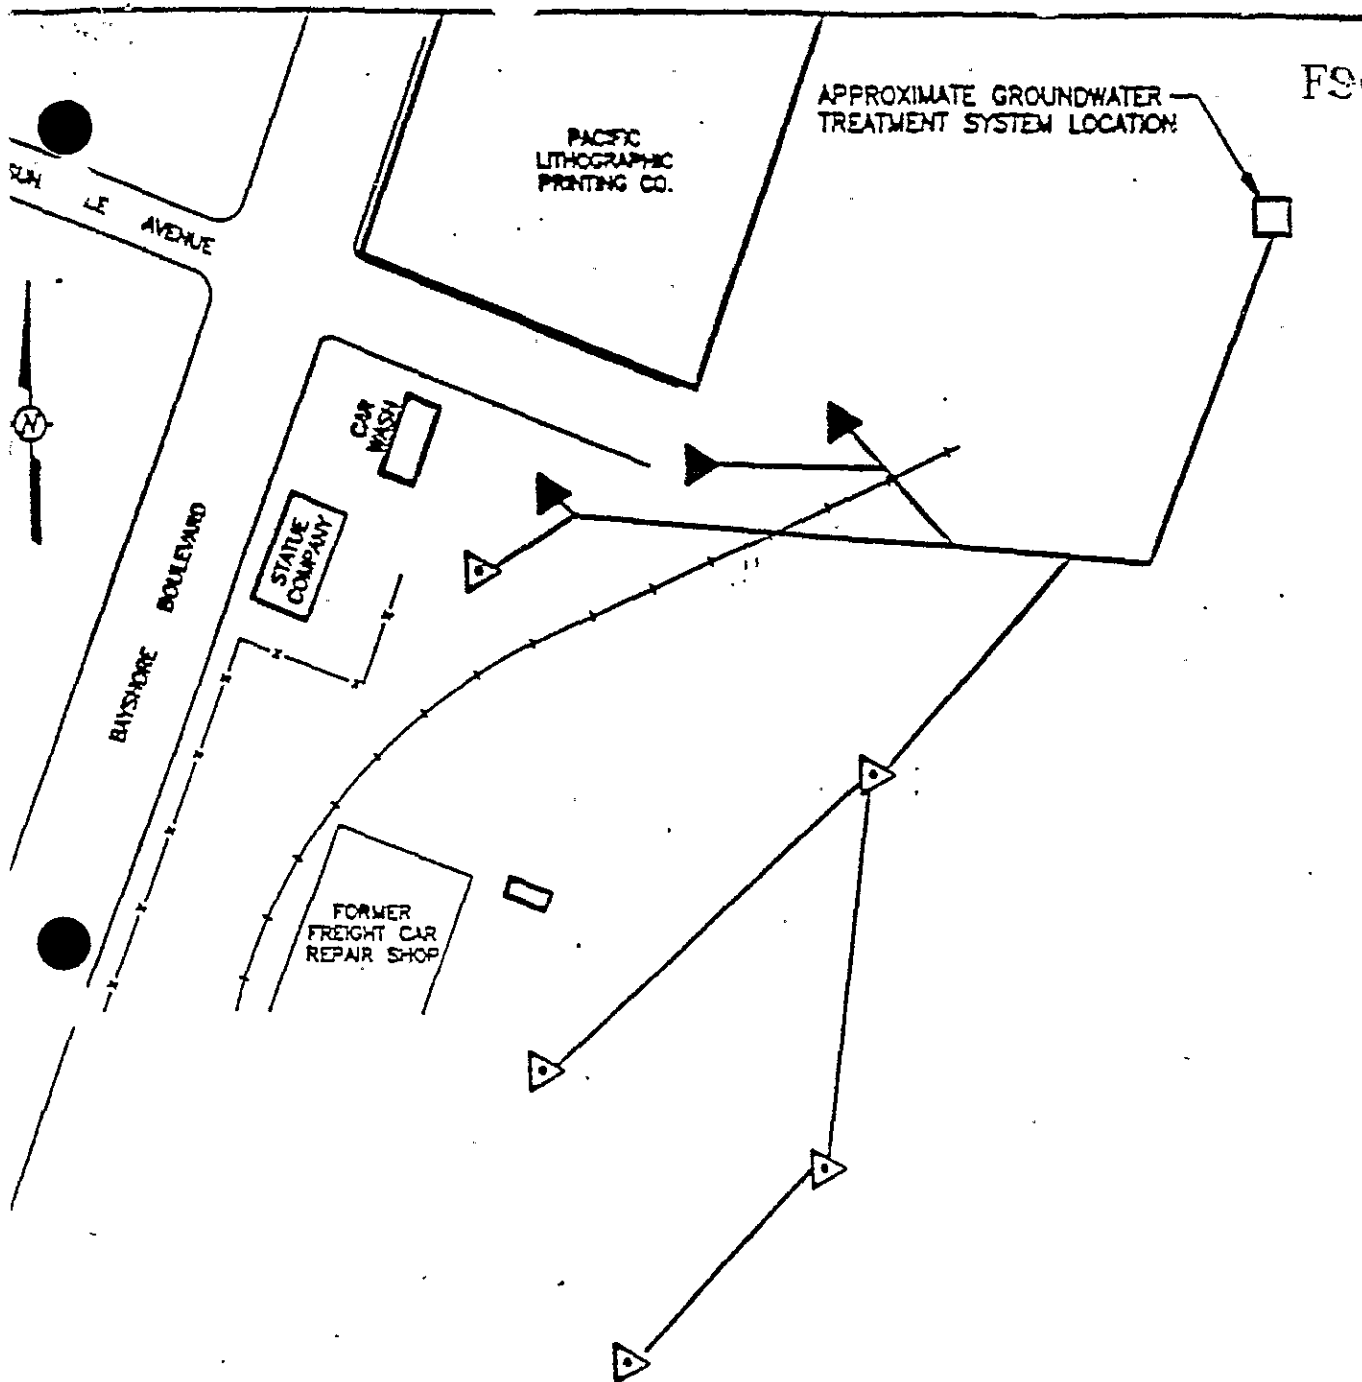 APPROXIMATE GROUNDWATER
TREATMENT SYSTEM LOCATION
PACIFIC
LITHOGRAPHIC
PRINTING CO.
AVENUE
N
CAR
WASH
STATUE
COMPANY
BAYSHORE BOULEVARD
FORMER
FREIGHT CAR
REPAIR SHOP